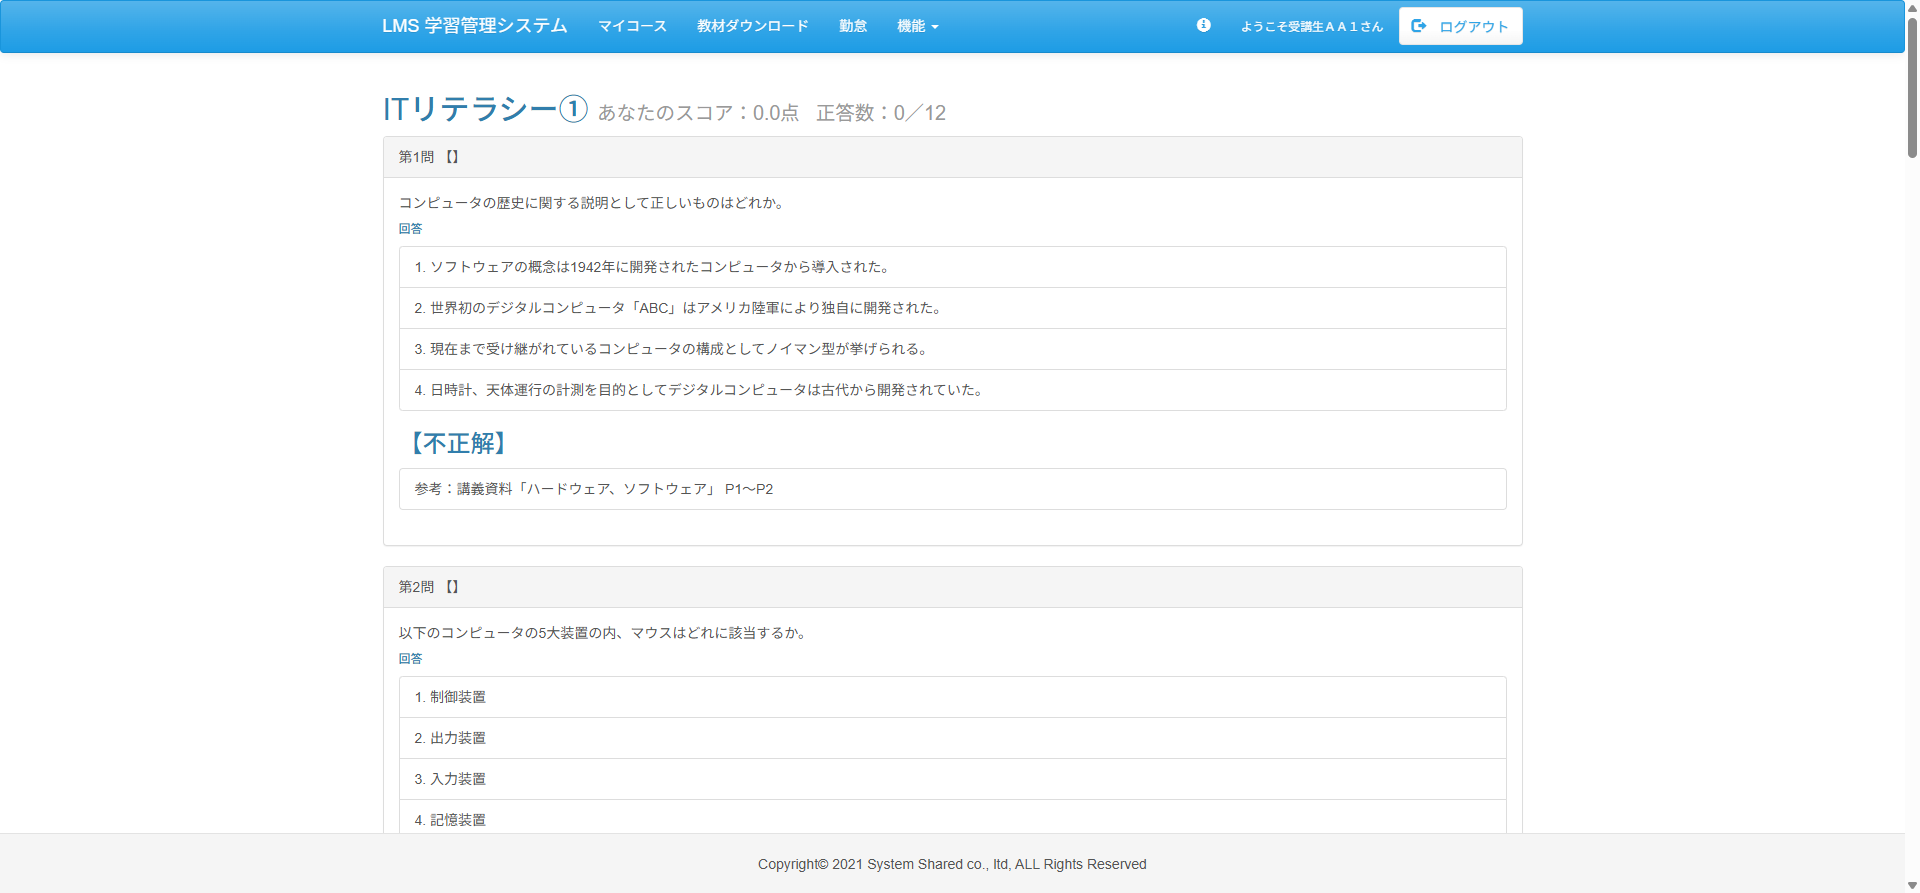 LMS 学習管理システム マイコース 教材ダウンロード 勤怠 機能 ようこそ受講生ＡＡ１さん ログアウト
ITリテラシー① あなたのスコア：0.0点 正答数：0／12
第1問 【】
コンピュータの歴史に関する説明として正しいものはどれか。
回答
1. ソフトウェアの概念は1942年に開発されたコンピュータから導入された。
2. 世界初のデジタルコンピュータ「ABC」はアメリカ陸軍により独自に開発された。
3. 現在まで受け継がれているコンピュータの構成としてノイマン型が挙げられる。
4. 日時計、天体運行の計測を目的としてデジタルコンピュータは古代から開発されていた。
【不正解】
参考：講義資料「ハードウェア、ソフトウェア」 P1～P2
第2問 【】
以下のコンピュータの5大装置の内、マウスはどれに該当するか。
回答
1. 制御装置
2. 出力装置
3. 入力装置
4. 記憶装置
Copyright© 2021 System Shared co., ltd, ALL Rights Reserved